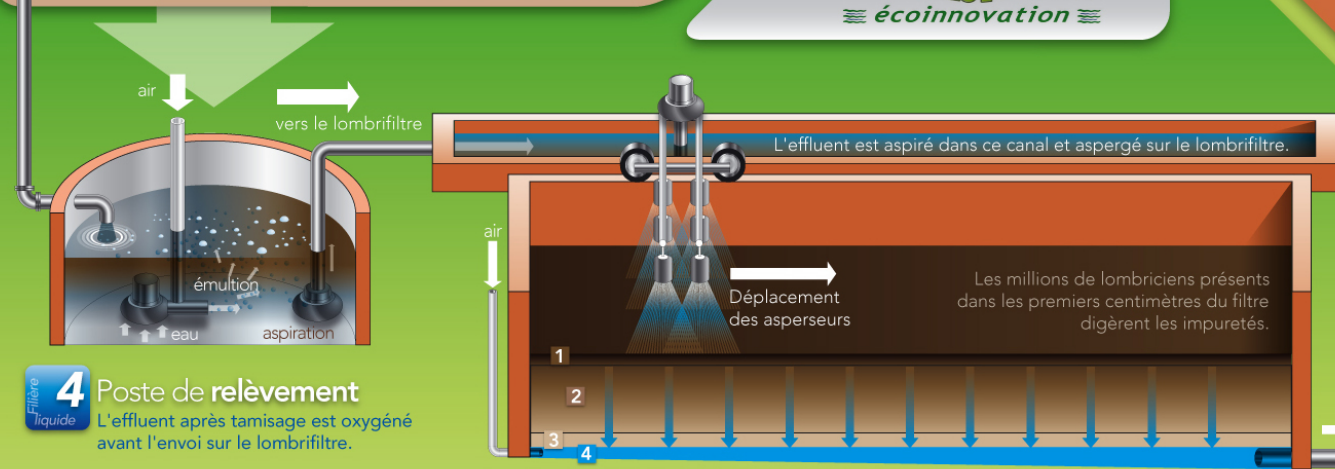 écoinnovation
air
vers le lombrifiltre
L'effluent est aspiré dans ce canal et aspergé sur le lombrifiltre.
air
émultion
eau
aspiration
Déplacement
des asperseurs
Les millions de lombriciens présents
dans les premiers centimètres du filtre
digèrent les impuretés.
1
2
3
4
Filière
liquide
4
Poste de relèvement
L'effluent après tamisage est oxygéné
avant l'envoi sur le lombrifiltre.